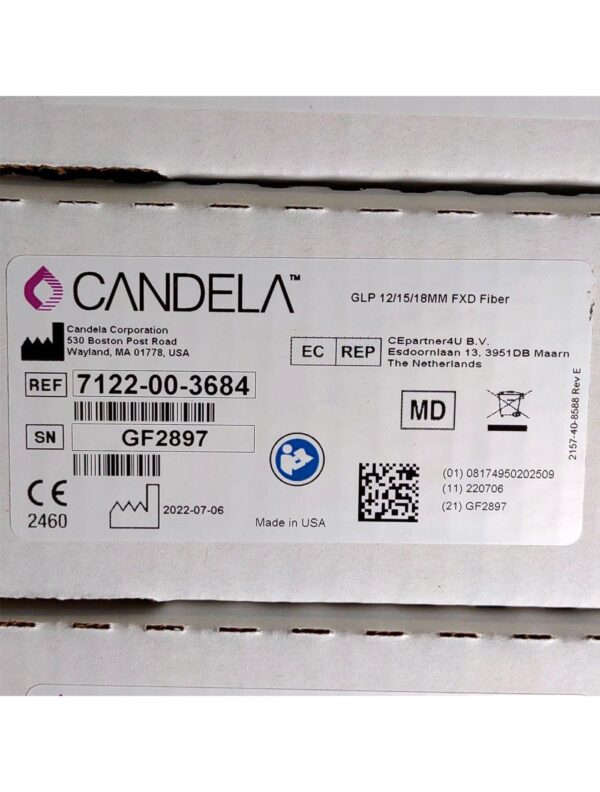 CANDELA™
GLP 12/15/18MM FXD Fiber
Candela Corporation
530 Boston Post Road
Wayland, MA 01778, USA
EC REP
CEpartner4U B.V.
Esdoornlaan 13, 3951DB Maarn
The Netherlands
REF 7122-00-3684
MD
SN GF2897
2157-40-8588 Rev E
CE
2460
2022-07-06
Made in USA
(01) 08174950202509
(11) 220706
(21) GF2897